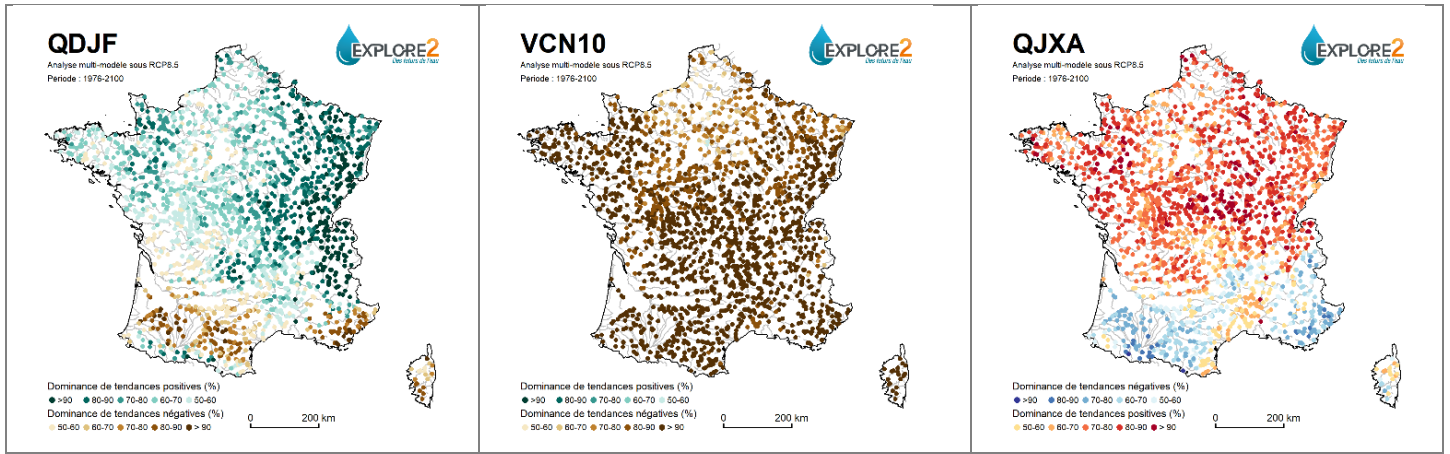 QDJF
EXPLORE2
Des futurs de l'eau
Analyse multi-modèle sous RCP8.5
Periode : 1976-2100
Dominance de tendances positives (%)
>90 80-90 70-80 60-70 50-60
Dominance de tendances négatives (%)
50-60 60-70 70-80 80-90 > 90
0 200 km
VCN10
EXPLORE2
Des futurs de l'eau
Analyse multi-modèle sous RCP8.5
Periode : 1976-2100
Dominance de tendances positives (%)
>90 80-90 70-80 60-70 50-60
Dominance de tendances négatives (%)
50-60 60-70 70-80 80-90 > 90
0 200 km
QJXA
EXPLORE2
Des futurs de l'eau
Analyse multi-modèle sous RCP8.5
Periode : 1976-2100
Dominance de tendances négatives (%)
>90 80-90 70-80 60-70 50-60
Dominance de tendances positives (%)
50-60 60-70 70-80 80-90 > 90
0 200 km